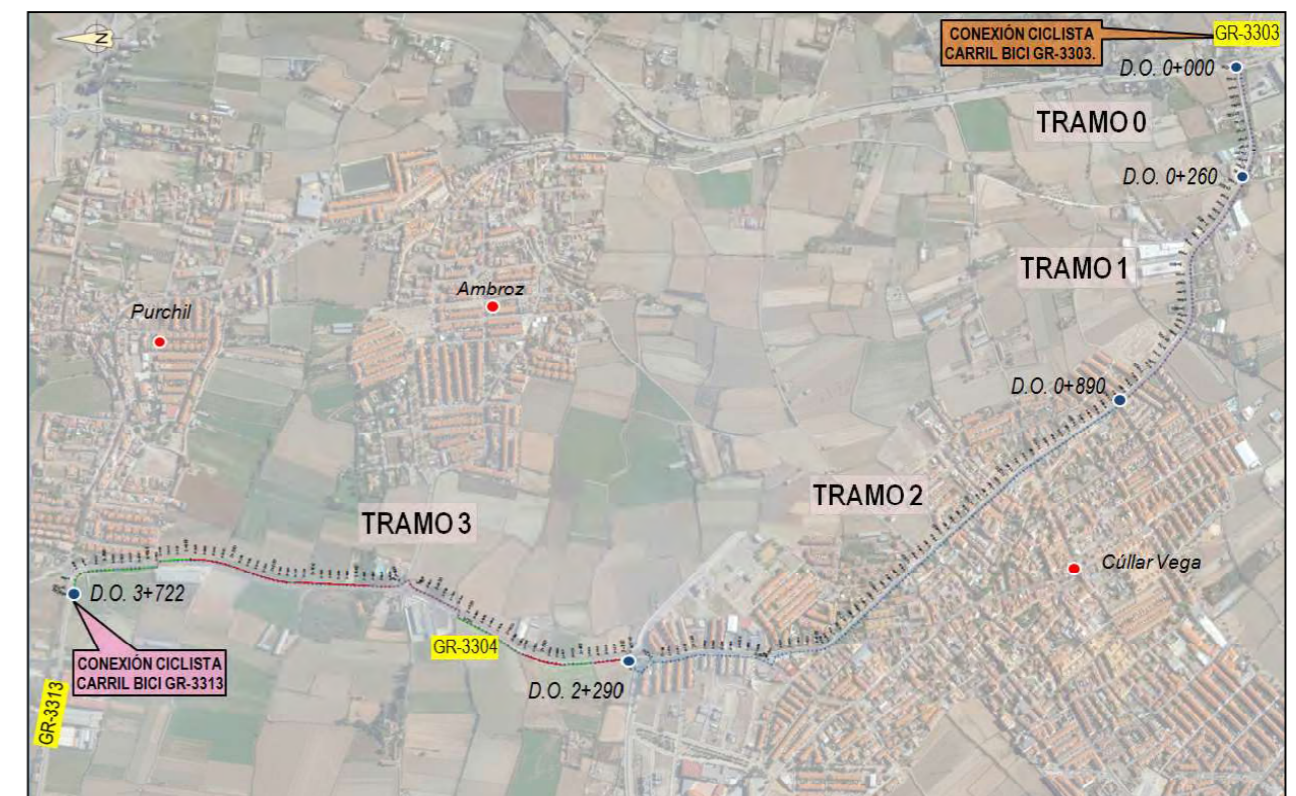 N
CONEXIÓN CICLISTA
CARRIL BICI GR-3303.
GR-3303
D.O. 0+000
TRAMO 0
D.O. 0+260
TRAMO 1
Ambroz
Purchil
D.O. 0+890
TRAMO 2
TRAMO 3
Cúllar Vega
D.O. 3+722
GR-3304
CONEXIÓN CICLISTA
CARRIL BICI GR-3313
D.O. 2+290
GR-3313